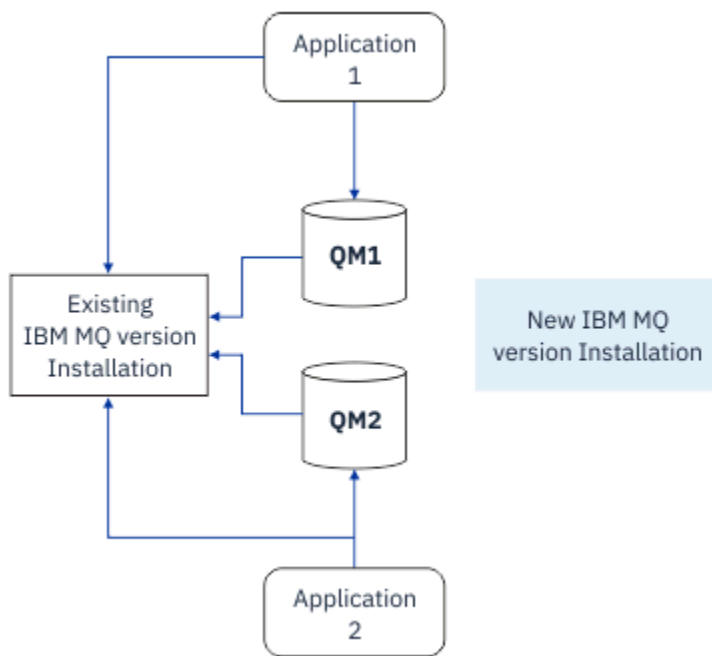 Application
1
QM1
Existing
IBM MQ version
Installation
New IBM MQ
version Installation
QM2
Application
2